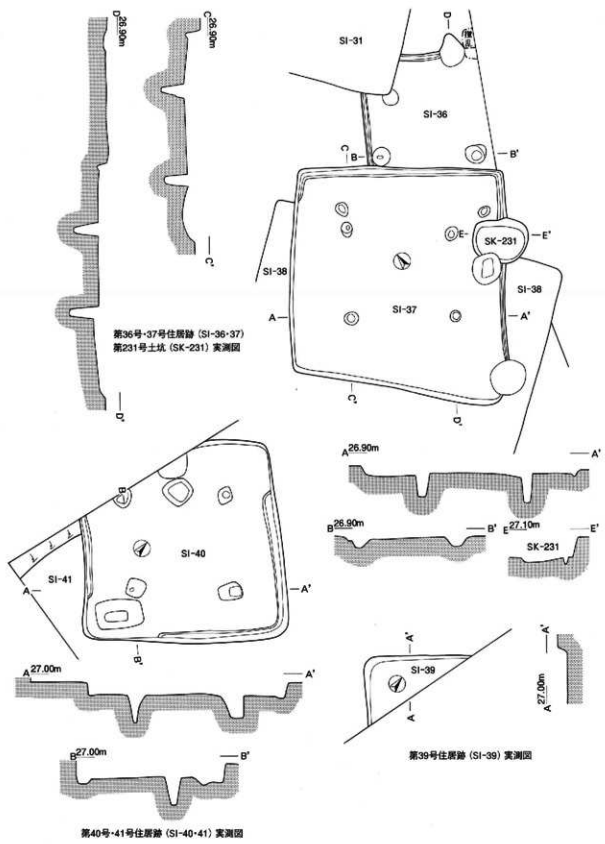 D 26.90m
C 26.90m
C'
D'
第36号・37号住居跡 (SI-36・37)
第231号土坑 (SK-231) 実測図
SI-31
D
SI-36
C
B
B'
E
SK-231
E'
SI-38
SI-37
SI-38
A
A'
C'
D'
A 26.90m
A'
B 26.90m
B'
E 27.10m
E'
SK-231
B
SI-40
SI-41
A
A'
B'
A 27.00m
A'
B 27.00m
B'
第40号・41号住居跡 (SI-40・41) 実測図
A'
SI-39
A
A'
A 27.00m
第39号住居跡 (SI-39) 実測図